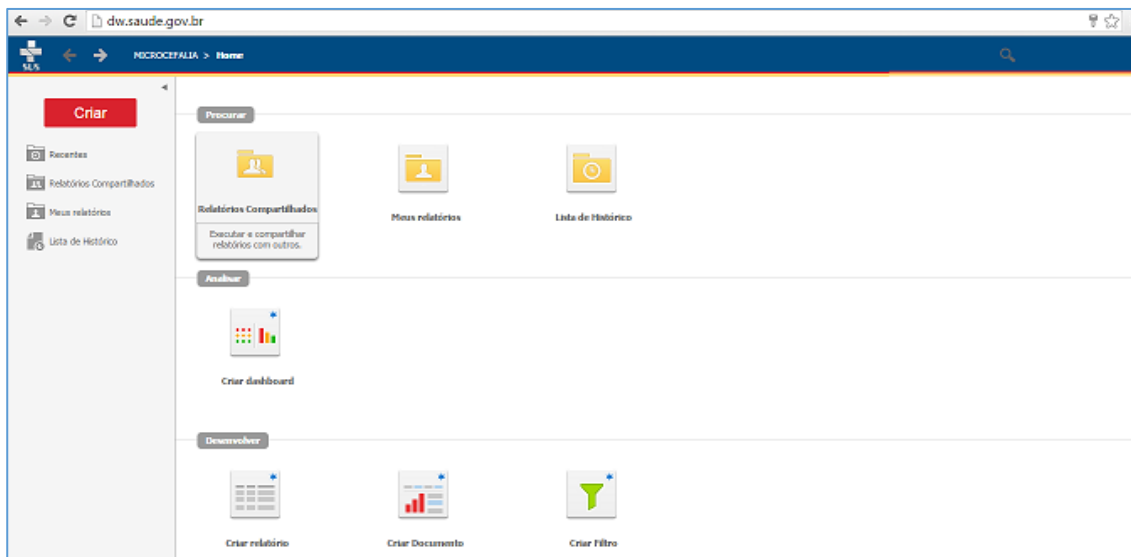 dw.saude.gov.br
SUS
MICROCEFALIA > Home
Criar
Recentes
Relatórios Compartilhados
Meus relatórios
Lista de Histórico
Procurar
Relatórios Compartilhados
Executar e compartilhar
relatórios com outros.
Meus relatórios
Lista de Histórico
Analisar
Criar dashboard
Desenvolver
Criar relatório
Criar Documento
Criar Filtro